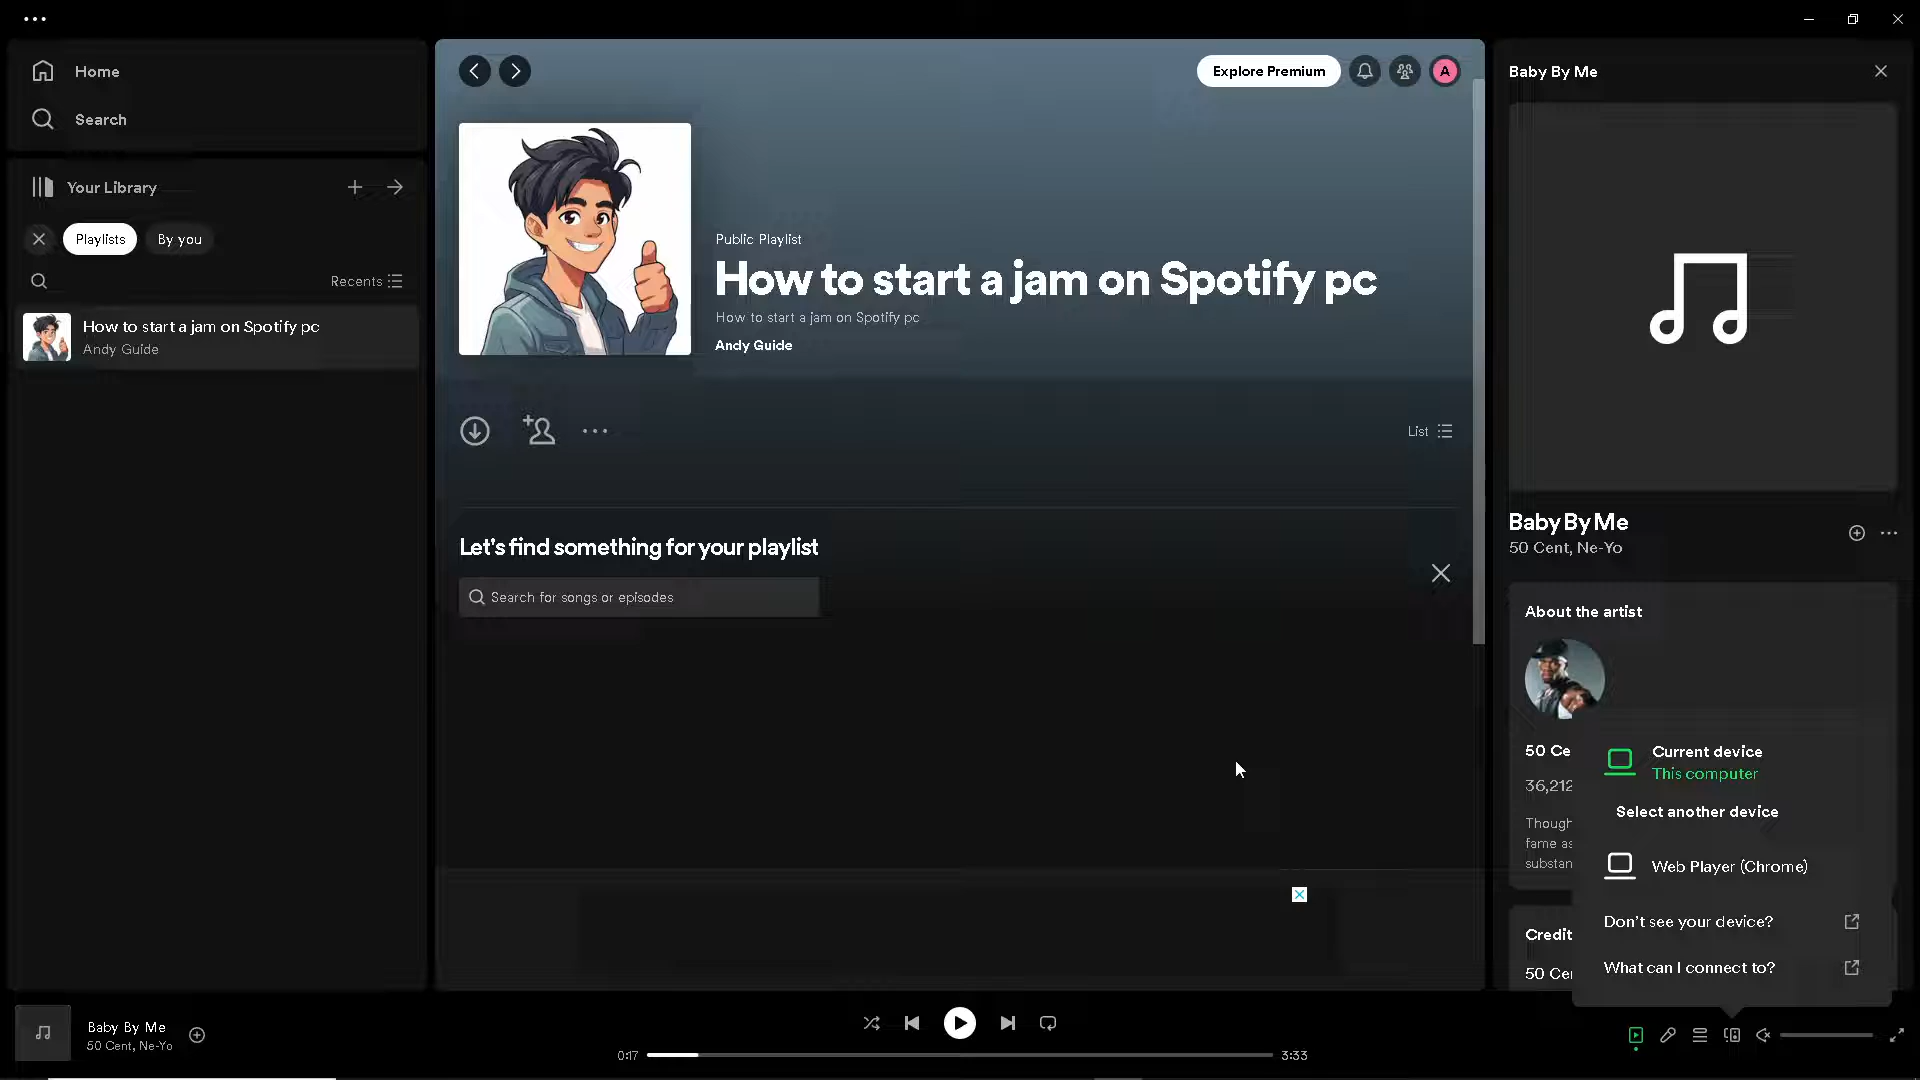 Home
Search
Your Library
Playlists
By you
Recents
How to start a jam on Spotify pc
Andy Guide
Explore Premium
A
Public Playlist
How to start a jam on Spotify pc
How to start a jam on Spotify pc
Andy Guide
List
Let's find something for your playlist
Search for songs or episodes
Baby By Me
Baby By Me
50 Cent, Ne-Yo
About the artist
50 Ce
36,212
Though
fame as
substan
Credit
50 Cer
Current device
This computer
Select another device
Web Player (Chrome)
Don't see your device?
What can I connect to?
Baby By Me
50 Cent, Ne-Yo
0:17
3:33